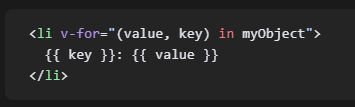 <li v-for="(value, key) in myObject">
  {{ key }}: {{ value }}
</li>